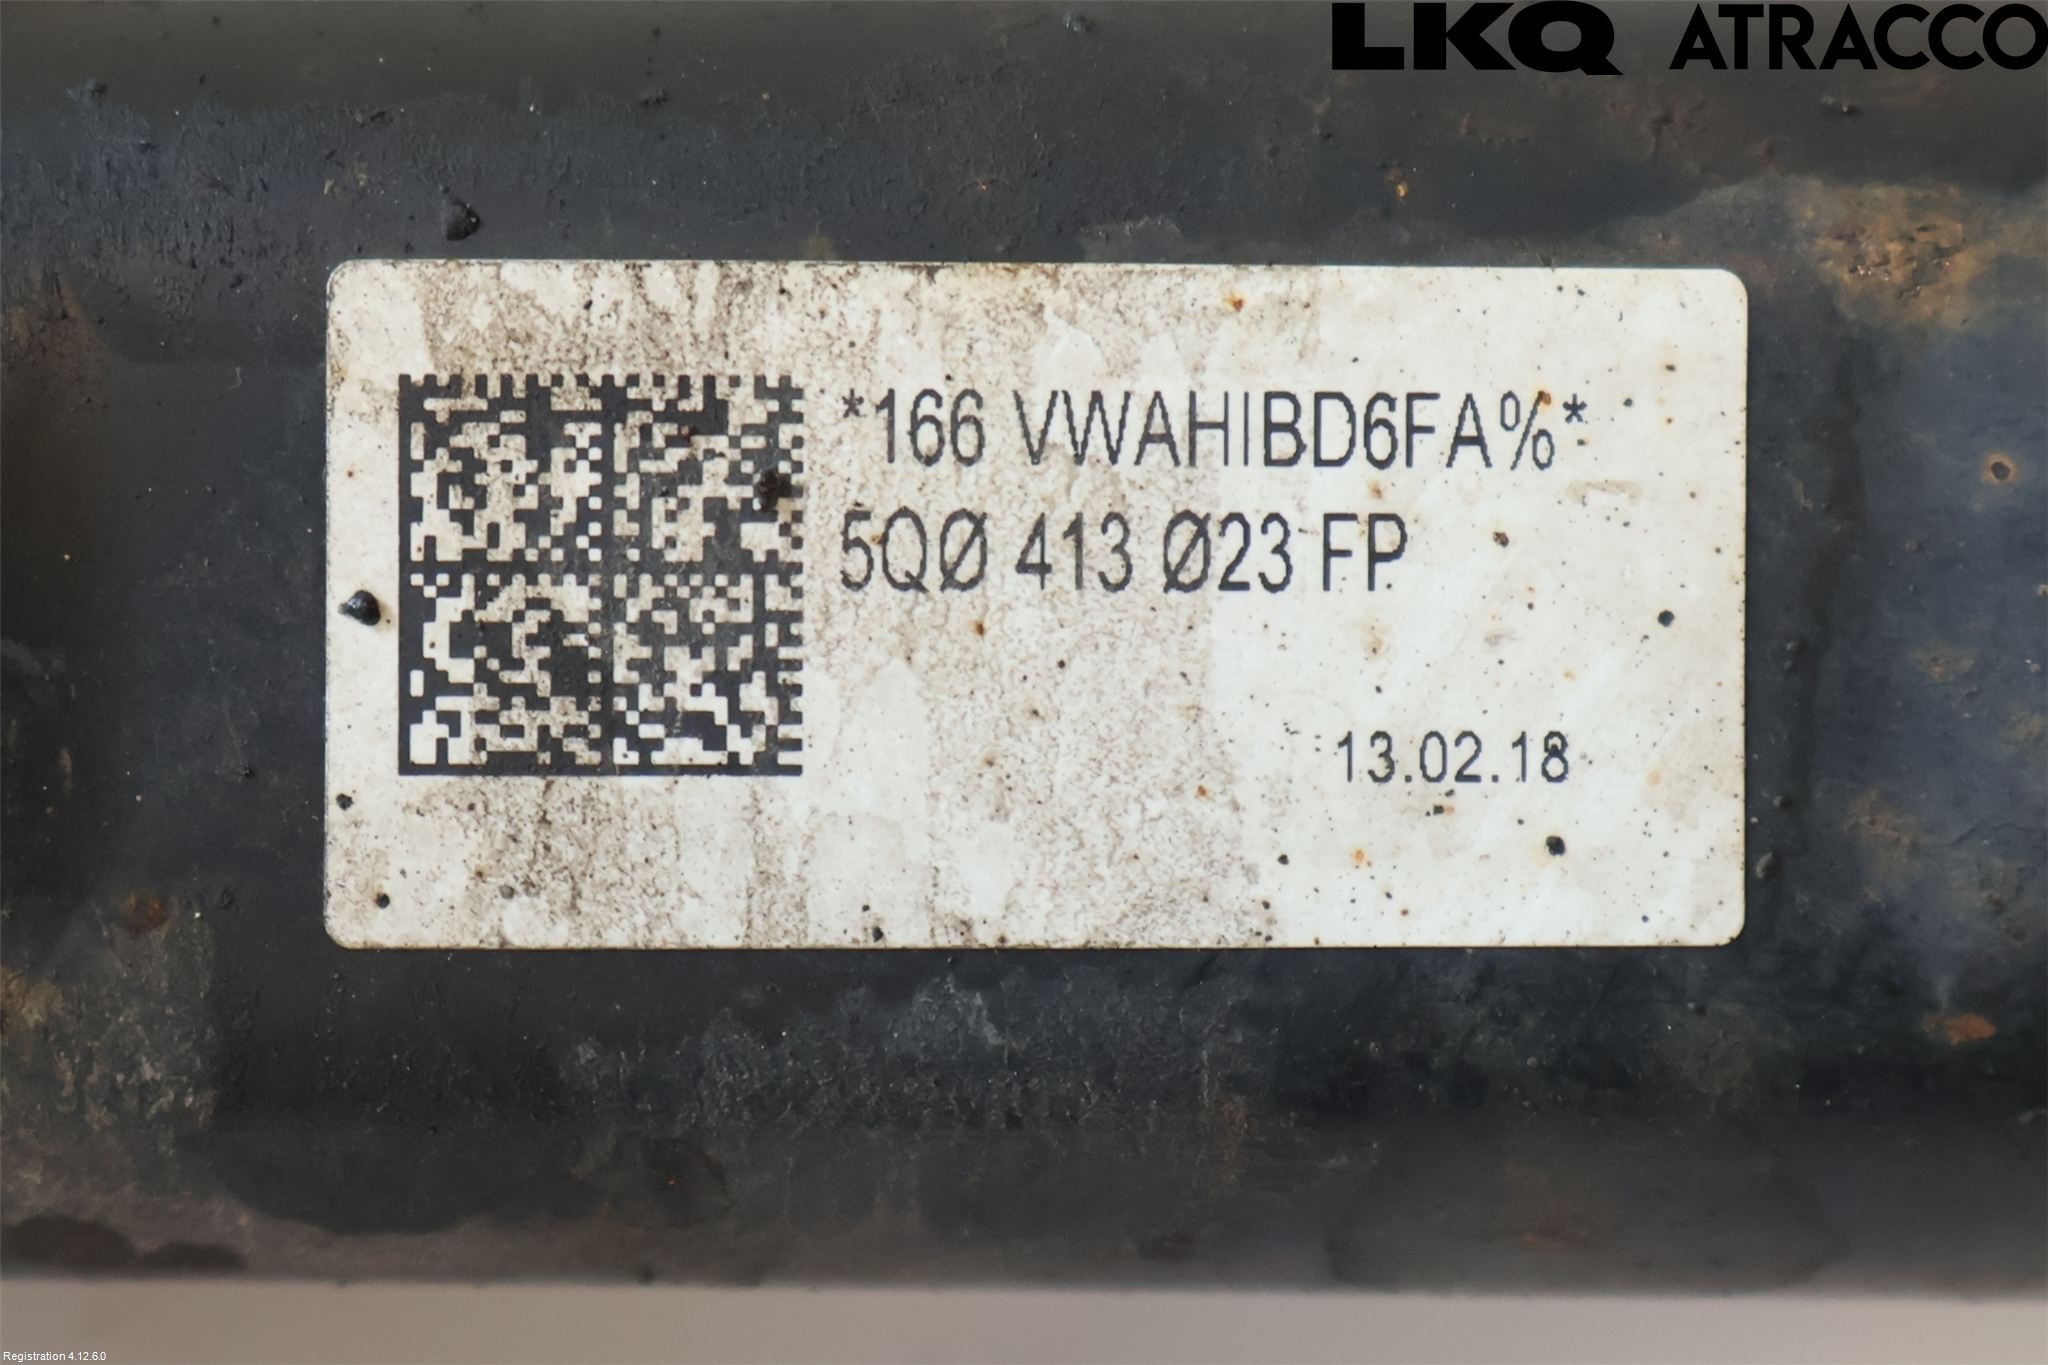 LKQ ATRACCO
*166 VWAHIBD6FA%*
5QØ 413 Ø23 FP
13.02.18
Registration 4.12.6.0